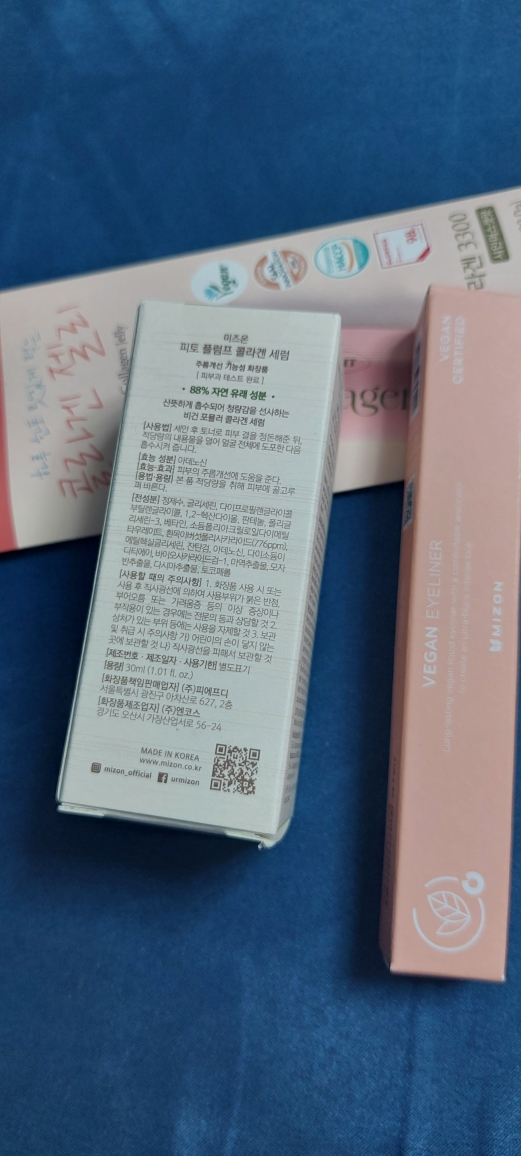 미즈온
피토 플럼프 콜라겐 세럼
주름개선 기능성 화장품
[ 피부과 테스트 완료 ]
• 88% 자연 유래 성분 •
산뜻하게 흡수되어 청량감을 선사하는
비건 포뮬러 콜라겐 세럼
[사용법] 세안 후 토너로 피부 결을 정돈해준 뒤,
적당량의 내용물을 덜어 얼굴 전체에 도포한 다음
흡수시켜 줍니다.
[효능 성분] 아데노신
[효능·효과] 피부의 주름개선에 도움을 준다.
[용법·용량] 본 품 적당량을 취해 피부에 골고루
펴 바른다.
[전성분] 정제수, 글리세린, 다이프로필렌글라이콜,
부틸렌글라이콜, 1,2-헥산다이올, 판테놀, 폴리글
리세린-3, 베타인, 소듐폴리아크릴로일다이메틸
타우레이트, 흰목이버섯폴리사카라이드(776ppm),
에틸헥실글리세린, 잔탄검, 아데노신, 다이소듐이
디티에이, 바이오사카라이드검-1, 미역추출물, 모자
반추출물, 다시마추출물, 토코페롤
[사용할 때의 주의사항] 1. 화장품 사용 시 또는
사용 후 직사광선에 의하여 사용부위가 붉은 반점,
부어오름 또는 가려움증 등의 이상 증상이나
부작용이 있는 경우에는 전문의 등과 상담할 것 2.
상처가 있는 부위 등에는 사용을 자제할 것 3. 보관
및 취급 시 주의사항 가) 어린이의 손이 닿지 않는
곳에 보관할 것 나) 직사광선을 피해서 보관할 것
[제조번호 · 제조일자 · 사용기한] 별도표기
[용량] 30ml (1.01 fl. oz.)
[화장품책임판매업자] (주)피에프디
서울특별시 광진구 아차산로 627, 2층
[화장품제조업자] (주)엔코스
경기도 오산시 가장산업서로 56-24
MADE IN KOREA
www.mizon.co.kr
mizon_official urmizon
콜라겐 젤리
Collagen Jelly
Vegan
HACCP
라겐 3300
agen
VEGAN
CERTIFIED
VEGAN EYELINER
MIZON